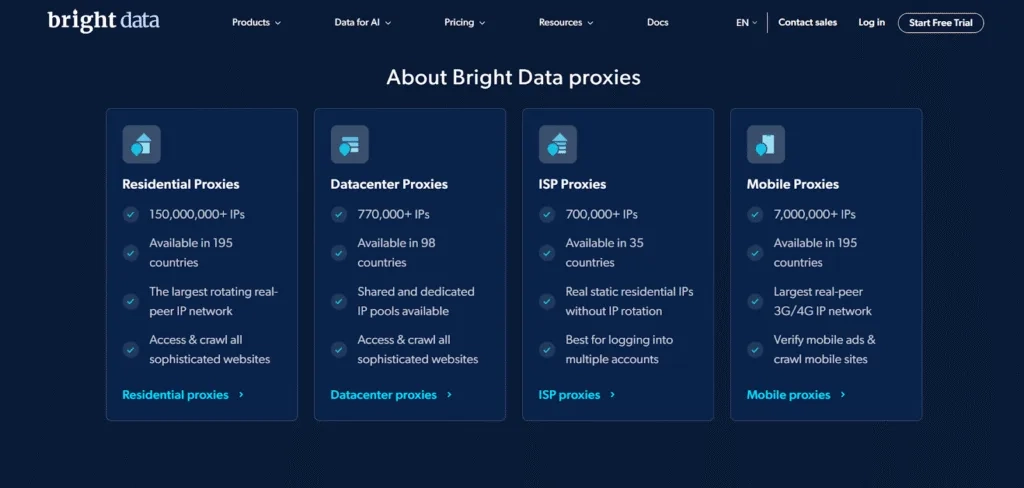 bright data
Products
Data for AI
Pricing
Resources
Docs
EN
Contact sales
Log in
Start Free Trial
About Bright Data proxies
Residential Proxies
150,000,000+ IPs
Available in 195
countries
The largest rotating real-
peer IP network
Access & crawl all
sophisticated websites
Residential proxies
Datacenter Proxies
770,000+ IPs
Available in 98
countries
Shared and dedicated
IP pools available
Access & crawl all
sophisticated websites
Datacenter proxies
ISP Proxies
700,000+ IPs
Available in 35
countries
Real static residential IPs
without IP rotation
Best for logging into
multiple accounts
ISP proxies
Mobile Proxies
7,000,000+ IPs
Available in 195
countries
Largest real-peer
3G/4G IP network
Verify mobile ads &
crawl mobile sites
Mobile proxies